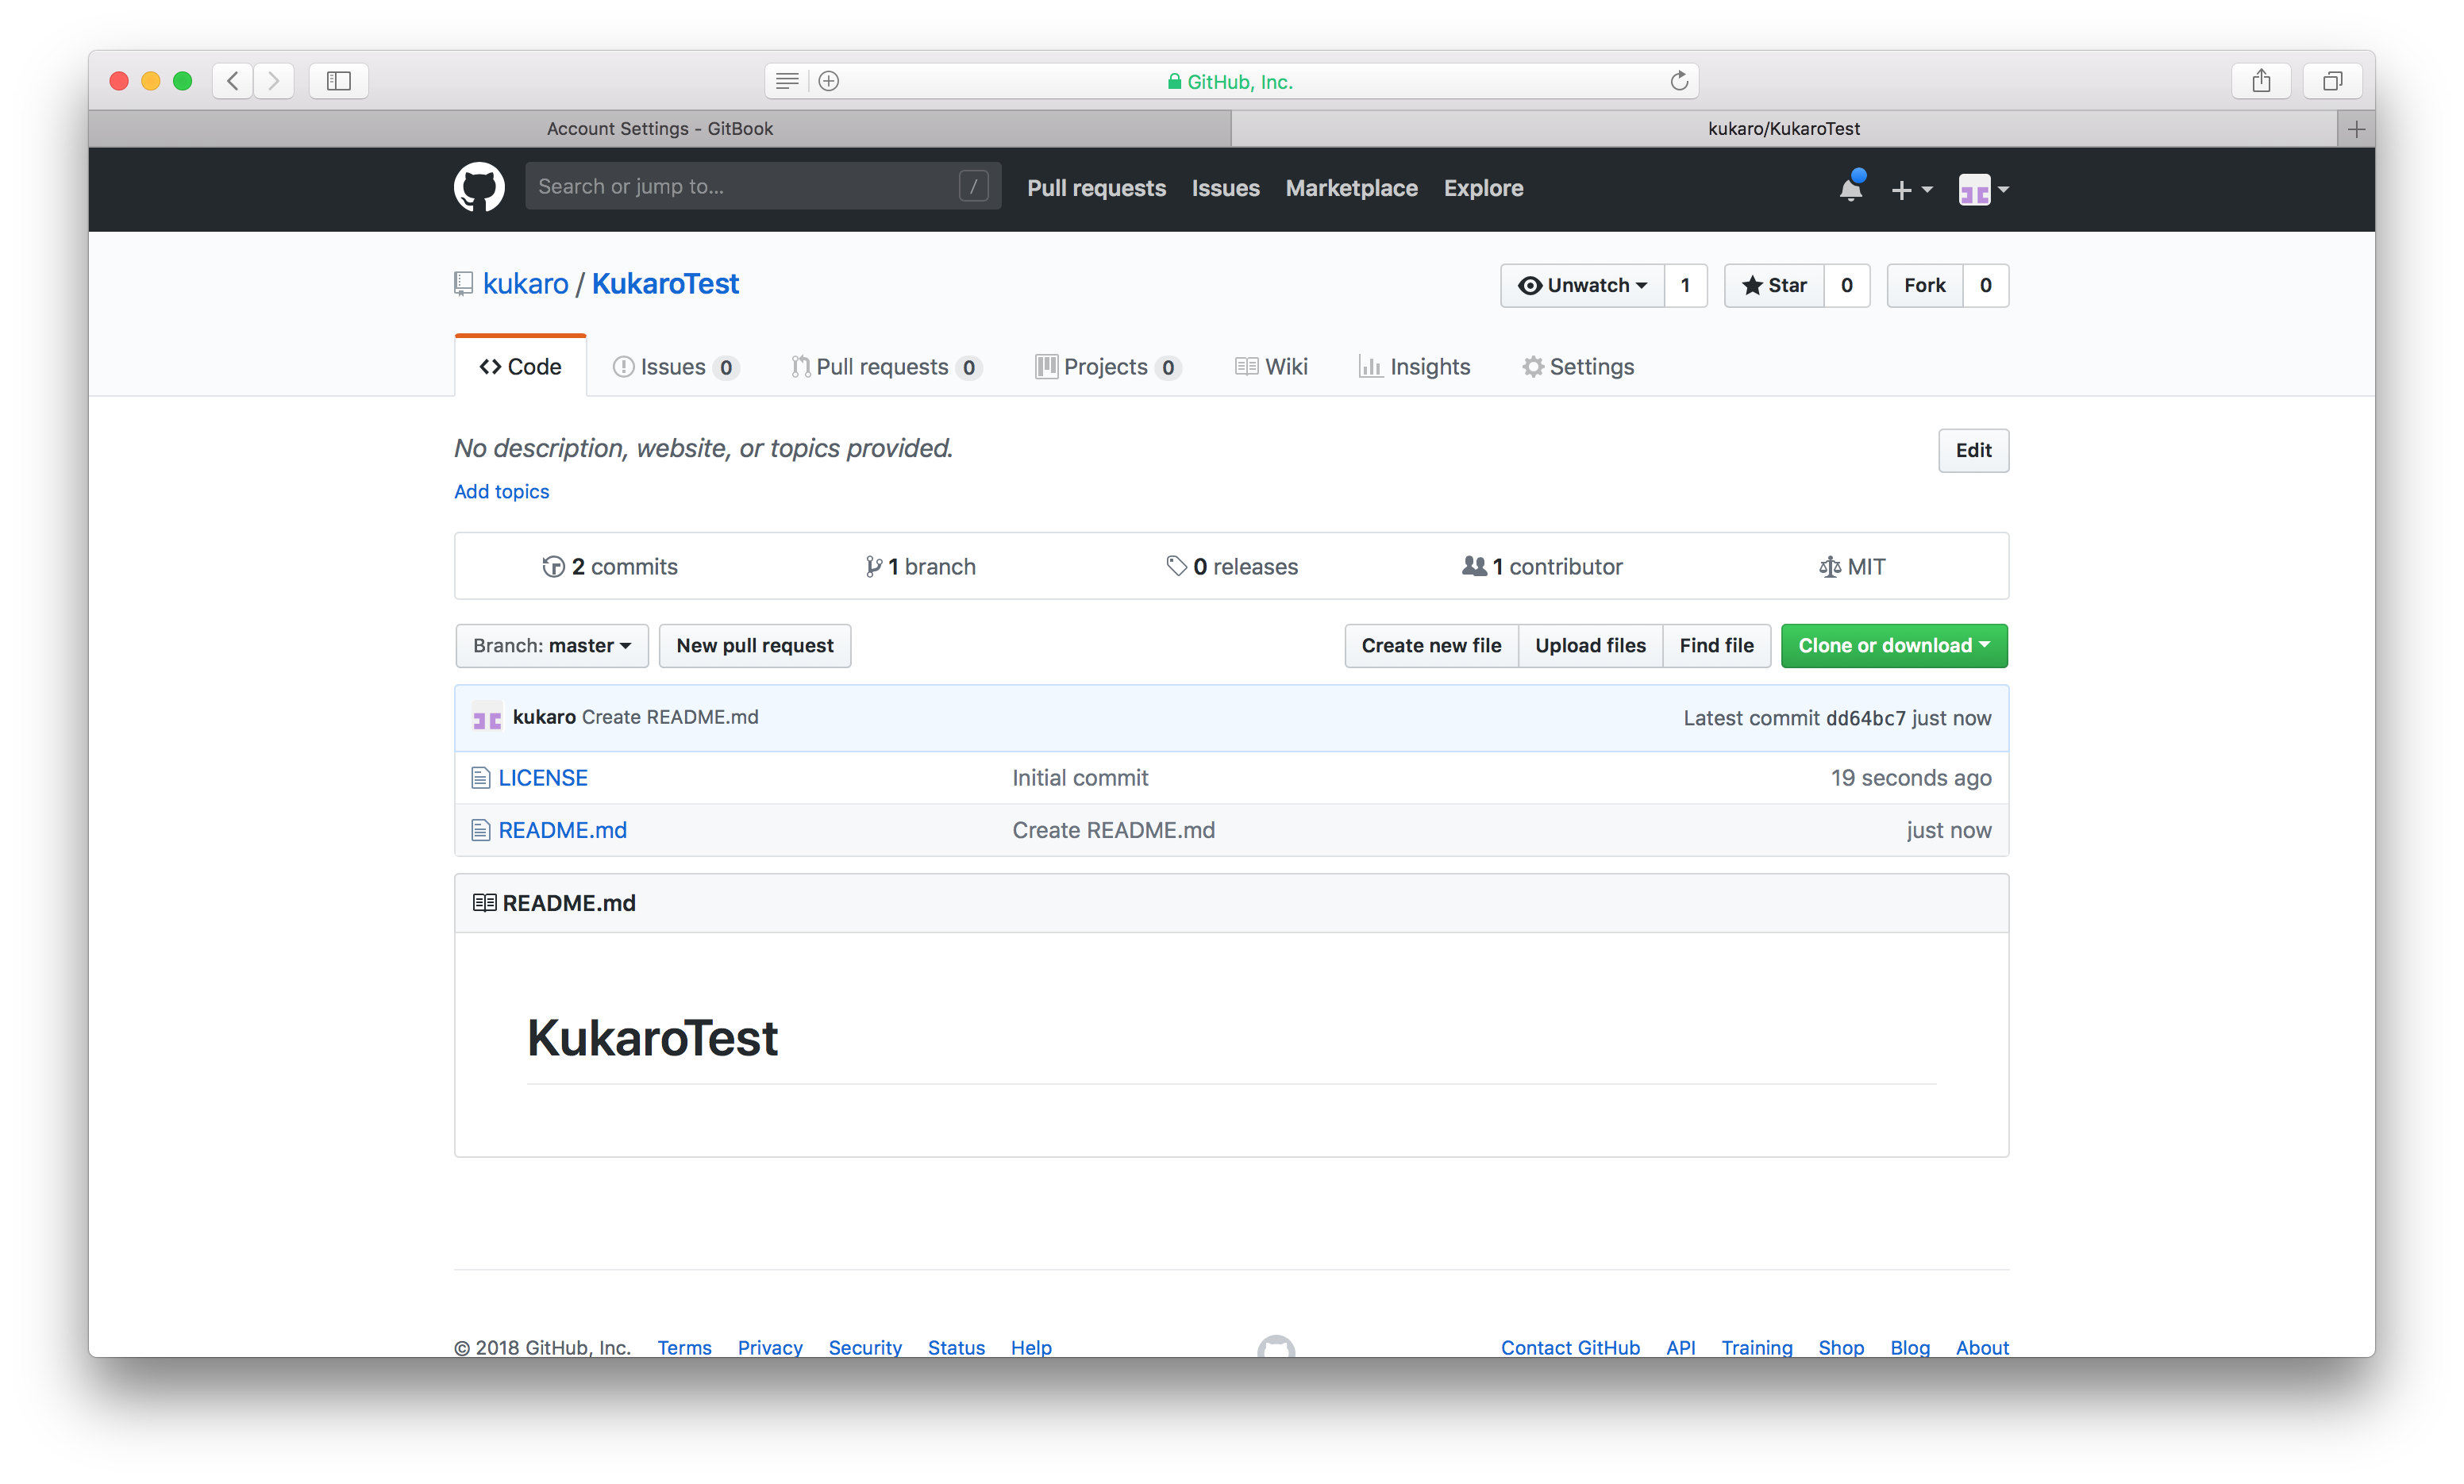 GitHub, Inc.
Account Settings - GitBook
kukaro/KukaroTest
Search or jump to... /
Pull requests Issues Marketplace Explore
kukaro / KukaroTest
Unwatch 1 Star 0 Fork 0
Code Issues 0 Pull requests 0 Projects 0 Wiki Insights Settings
No description, website, or topics provided.
Edit
Add topics
2 commits 1 branch 0 releases 1 contributor MIT
Branch: master New pull request Create new file Upload files Find file Clone or download
kukaro Create README.md Latest commit dd64bc7 just now
LICENSE Initial commit 19 seconds ago
README.md Create README.md just now
README.md
KukaroTest
© 2018 GitHub, Inc. Terms Privacy Security Status Help Contact GitHub API Training Shop Blog About